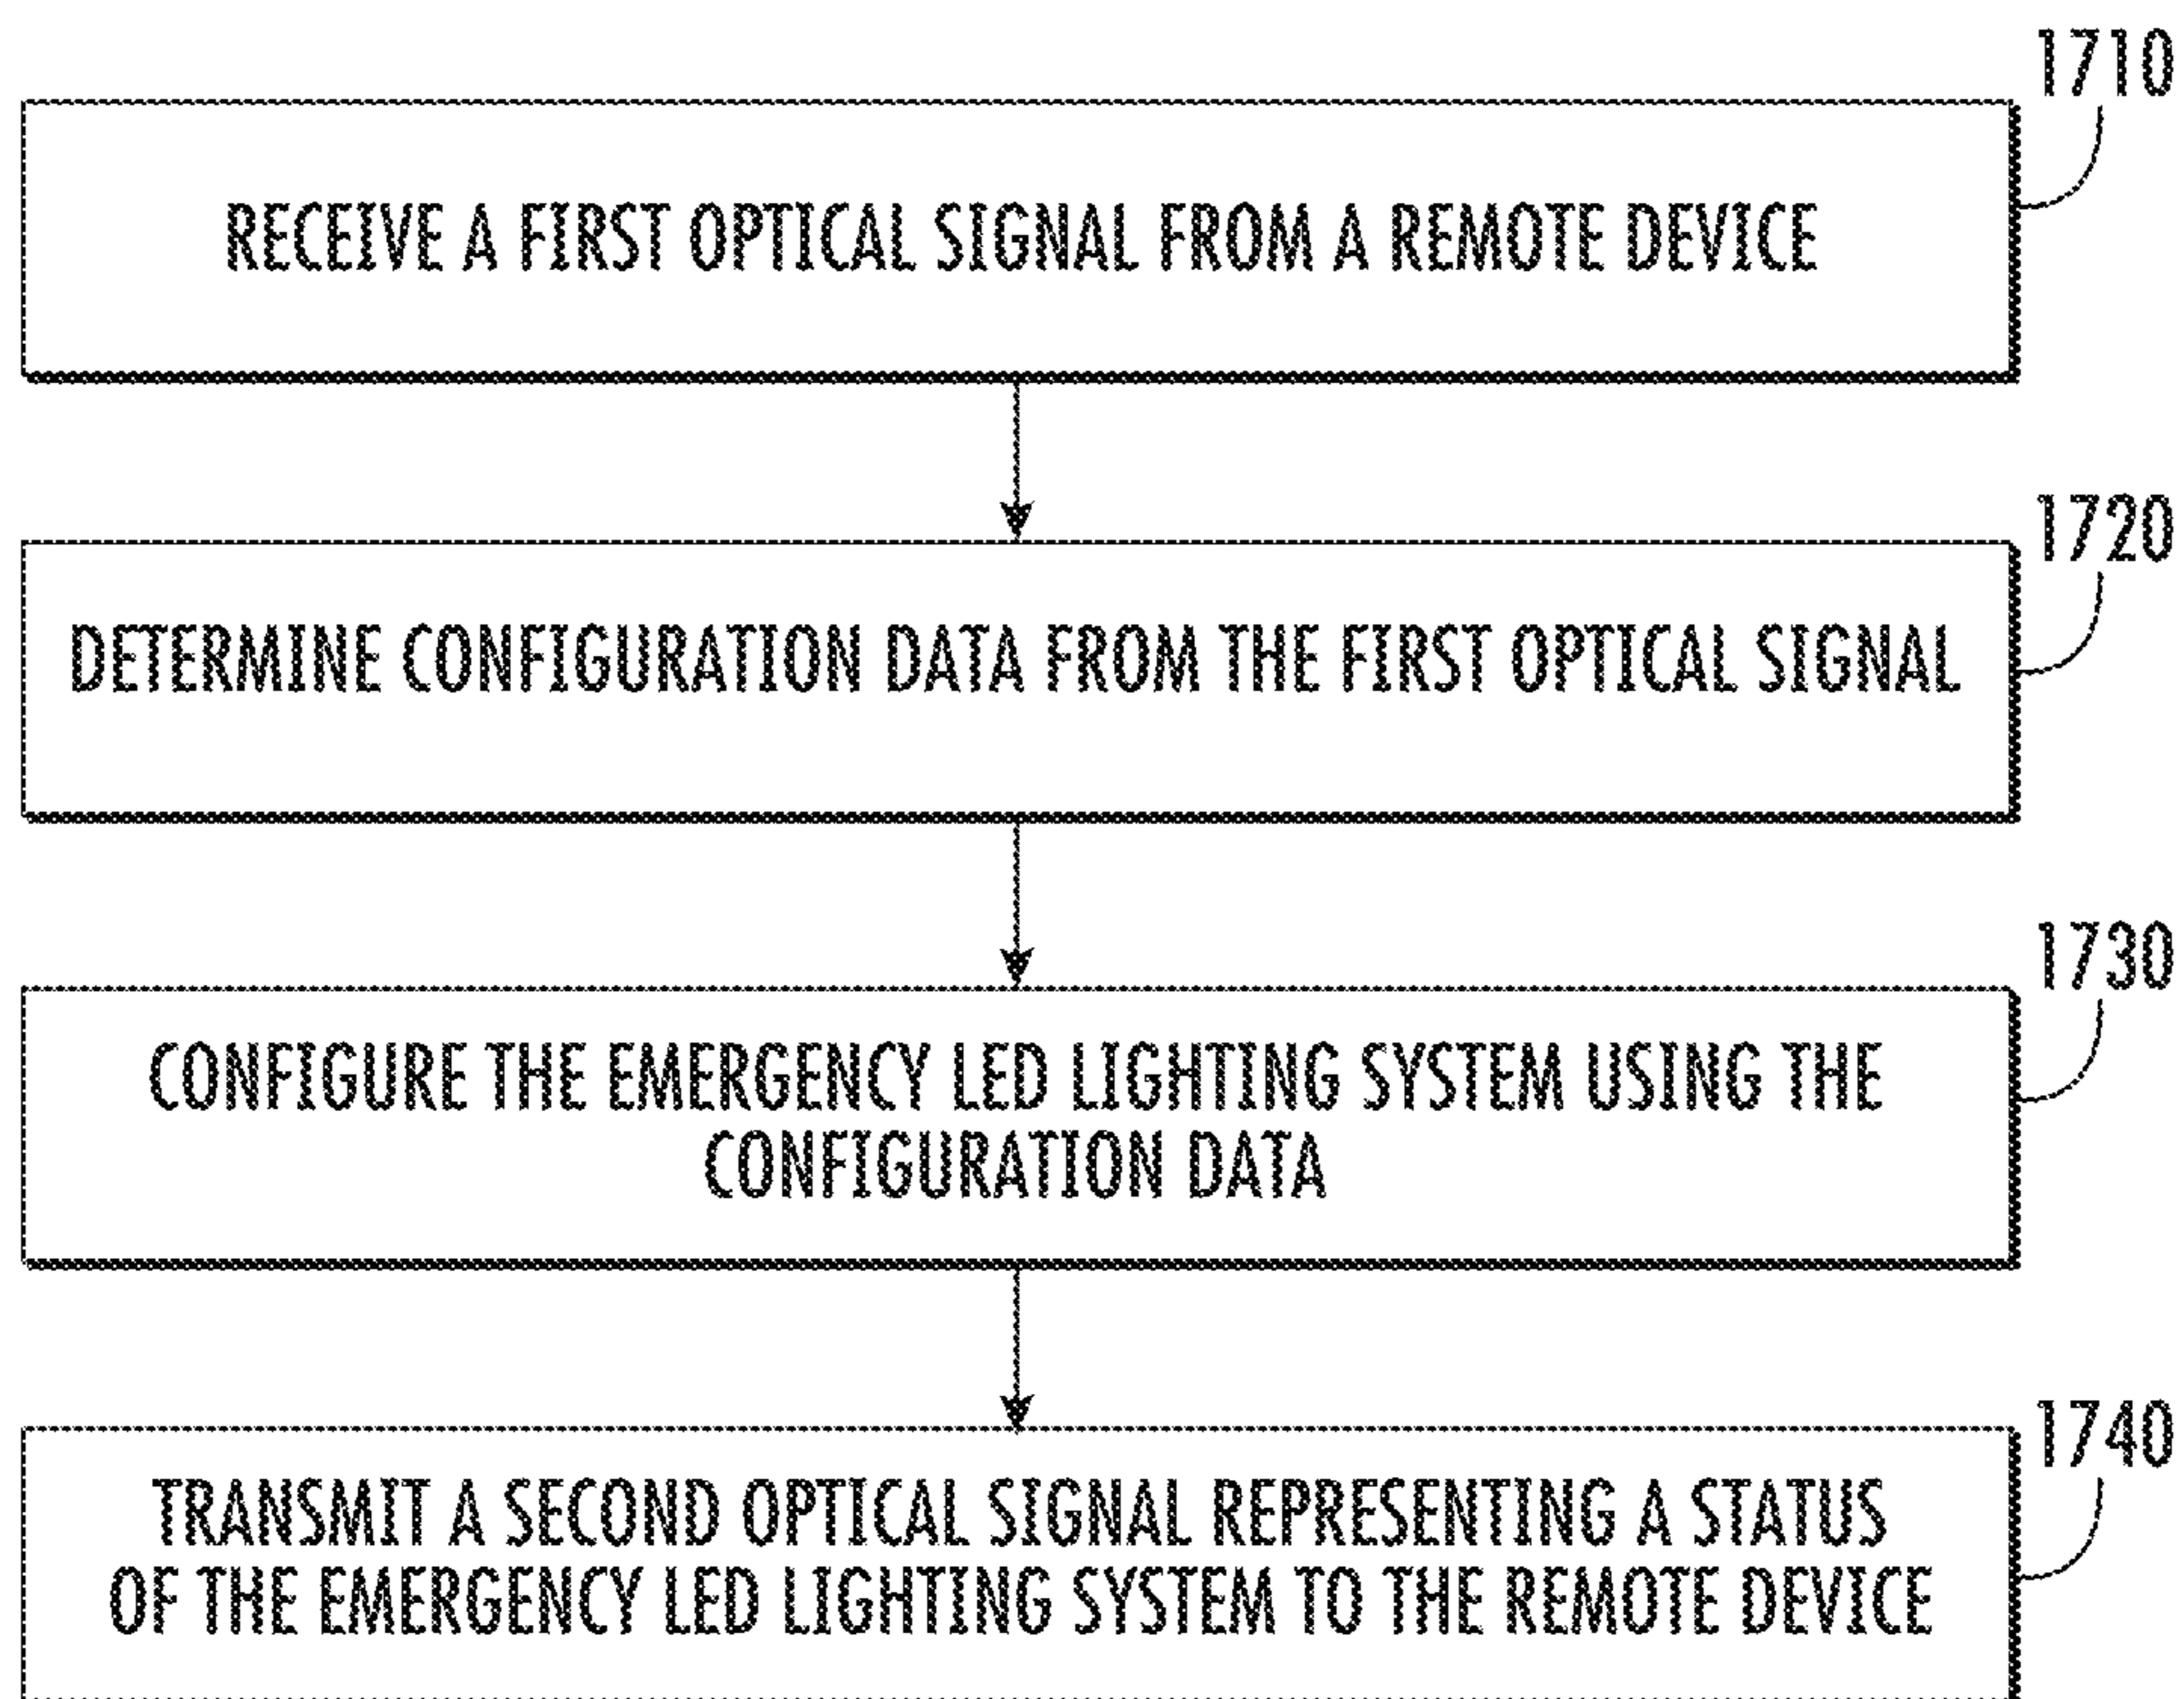 1710
RECEIVE A FIRST OPTICAL SIGNAL FROM A REMOTE DEVICE
1720
DETERMINE CONFIGURATION DATA FROM THE FIRST OPTICAL SIGNAL
1730
CONFIGURE THE EMERGENCY LED LIGHTING SYSTEM USING THE
CONFIGURATION DATA
1740
TRANSMIT A SECOND OPTICAL SIGNAL REPRESENTING A STATUS
OF THE EMERGENCY LED LIGHTING SYSTEM TO THE REMOTE DEVICE